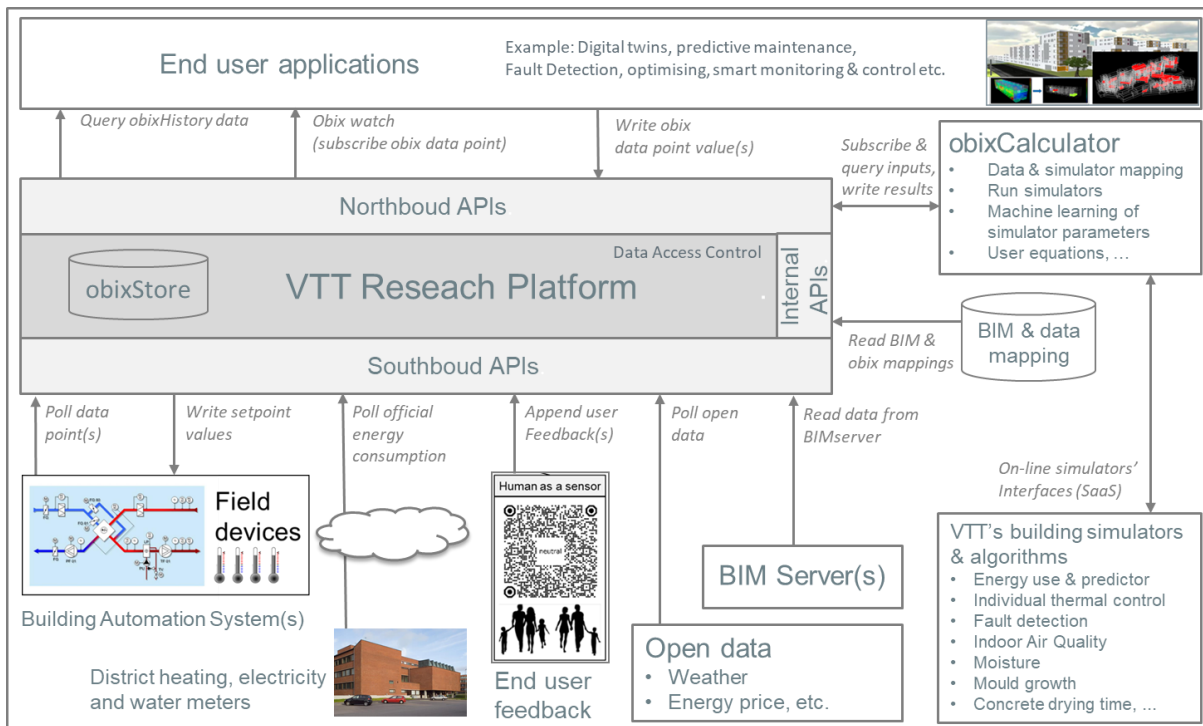 End user applications
Example: Digital twins, predictive maintenance,
Fault Detection, optimising, smart monitoring & control etc.
Query obixHistory data
Obix watch
(subscribe obix data point)
Write obix
data point value(s)
Subscribe &
query inputs,
write results
obixCalculator
• Data & simulator mapping
• Run simulators
• Machine learning of
simulator parameters
• User equations, ...
Northboud APIs
Data Access Control
obixStore
VTT Reseach Platform
Internal
APIs
Southboud APIs
Read BIM &
obix mappings
BIM & data
mapping
Poll data
point(s)
Write setpoint
values
Poll official
energy
consumption
Append user
Feedback(s)
Poll open
data
Read data from
BIMserver
On-line simulators'
Interfaces (SaaS)
Field
devices
Building Automation System(s)
District heating, electricity
and water meters
Human as a sensor
neutral
End user
feedback
BIM Server(s)
Open data
• Weather
• Energy price, etc.
VTT's building simulators
& algorithms
• Energy use & predictor
• Individual thermal control
• Fault detection
• Indoor Air Quality
• Moisture
• Mould growth
• Concrete drying time, ...